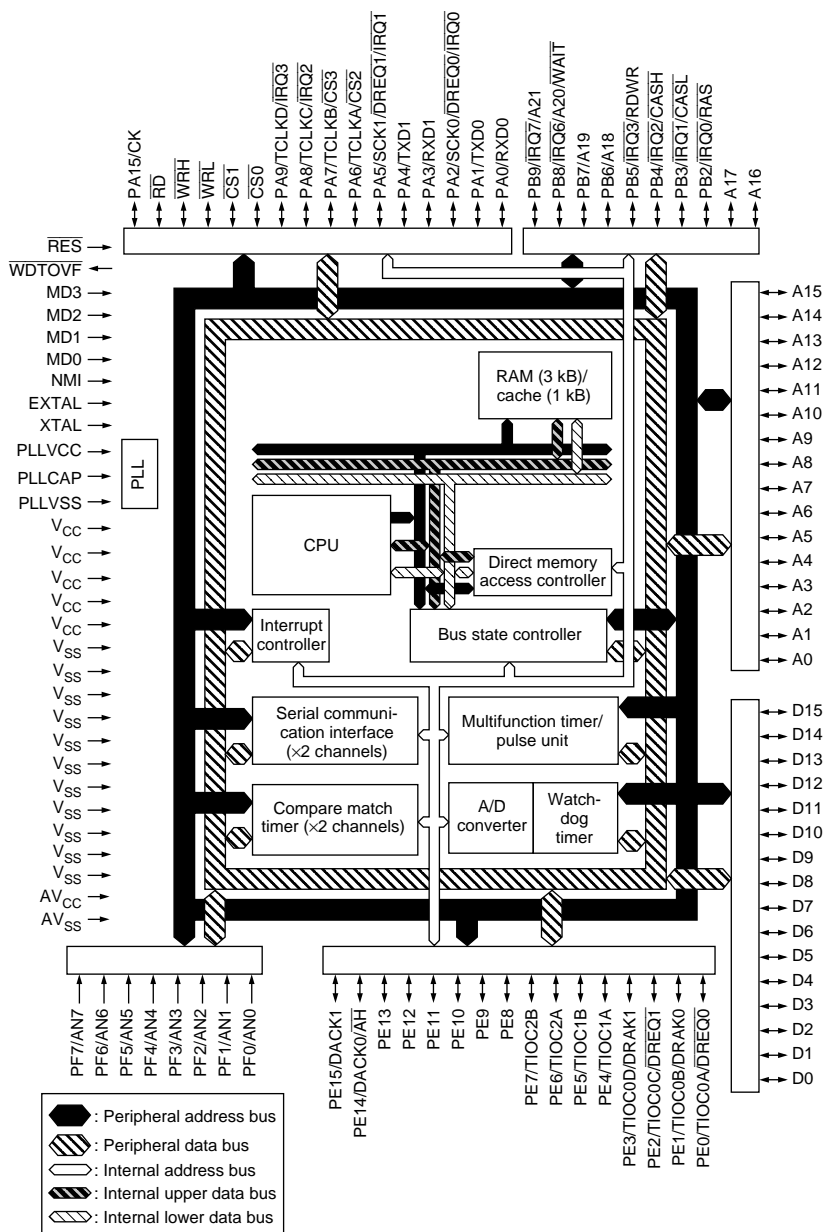 PA15/CK
RD
WRH
WRL
CS1
CS0
PA9/TCLKD/IRQ3
PA8/TCLKC/IRQ2
PA7/TCLKB/CS3
PA6/TCLKA/CS2
PA5/SCK1/DREQ1/IRQ1
PA4/TXD1
PA3/RXD1
PA2/SCK0/DREQ0/IRQ0
PA1/TXD0
PA0/RXD0
PB9/IRQ7/A21
PB8/IRQ6/A20/WAIT
PB7/A19
PB6/A18
PB5/IRQ3/RDWR
PB4/IRQ2/CASH
PB3/IRQ1/CASL
PB2/IRQ0/RAS
A17
A16
RES
WDTOVF
MD3
MD2
MD1
MD0
NMI
EXTAL
XTAL
PLLVCC
PLLCAP
PLLVSS
VCC
VCC
VCC
VCC
VCC
VSS
VSS
VSS
VSS
VSS
VSS
VSS
VSS
VSS
VSS
VSS
AVCC
AVSS
PLL
RAM (3 kB)/
cache (1 kB)
CPU
Direct memory
access controller
Interrupt
controller
Bus state controller
Serial communi-
cation interface
(×2 channels)
Multifunction timer/
pulse unit
Compare match
timer (×2 channels)
A/D
converter
Watch-
dog
timer
A15
A14
A13
A12
A11
A10
A9
A8
A7
A6
A5
A4
A3
A2
A1
A0
D15
D14
D13
D12
D11
D10
D9
D8
D7
D6
D5
D4
D3
D2
D1
D0
PF7/AN7
PF6/AN6
PF5/AN5
PF4/AN4
PF3/AN3
PF2/AN2
PF1/AN1
PF0/AN0
PE15/DACK1
PE14/DACK0/AH
PE13
PE12
PE11
PE10
PE9
PE8
PE7/TIOC2B
PE6/TIOC2A
PE5/TIOC1B
PE4/TIOC1A
PE3/TIOC0D/DRAK1
PE2/TIOC0C/DREQ1
PE1/TIOC0B/DRAK0
PE0/TIOC0A/DREQ0
: Peripheral address bus
: Peripheral data bus
: Internal address bus
: Internal upper data bus
: Internal lower data bus